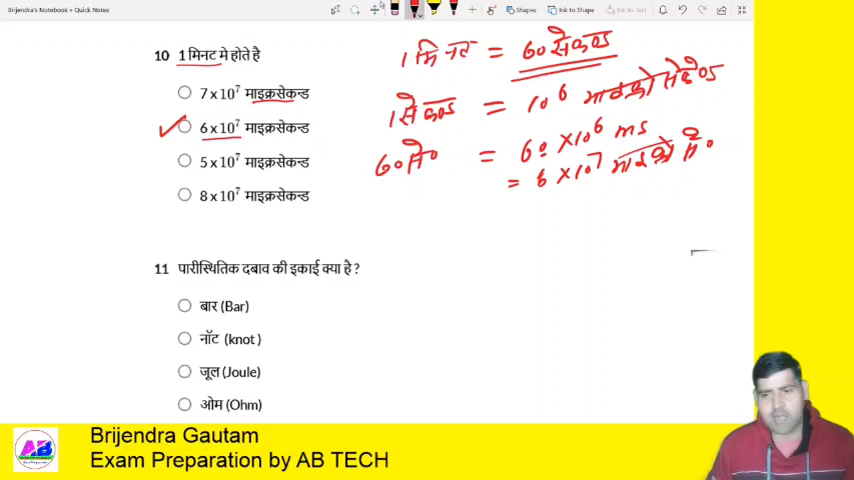 Brijendra's Notebook > Quick Notes
Shapes
Ink to Shape
Ink to Text
10 1 मिनट मे होते है
7 x 10⁷ माइक्रसेकन्ड
6 x 10⁷ माइक्रसेकन्ड
5 x 10⁷ माइक्रसेकन्ड
8 x 10⁷ माइक्रसेकन्ड
1 मिनट = 60 सेकण्ड
1 सेकण्ड = 10⁶ माइक्रो सेकेण्ड
60 से० = 60 x 10⁶ ms
= 6 x 10⁷ माइक्रो से०
11 पारीस्थितिक दबाव की इकाई क्या है ?
बार (Bar)
नॉट (knot)
जूल (Joule)
ओम (Ohm)
AB
Brijendra Gautam
Exam Preparation by AB TECH